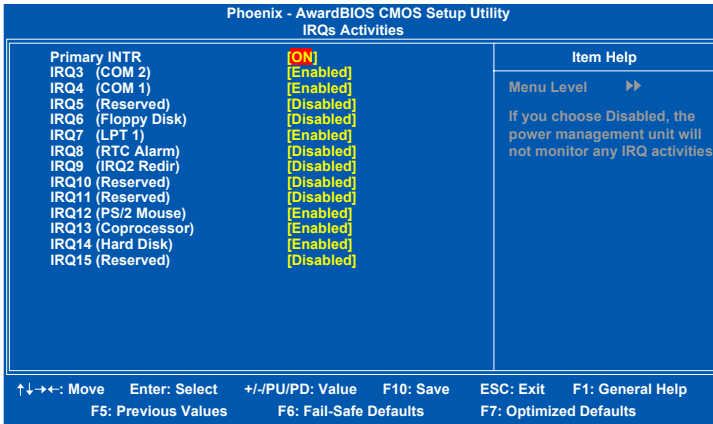 Phoenix - AwardBIOS CMOS Setup Utility
IRQs Activities
Primary INTR [ON]
IRQ3 (COM 2) [Enabled]
IRQ4 (COM 1) [Enabled]
IRQ5 (Reserved) [Disabled]
IRQ6 (Floppy Disk) [Disabled]
IRQ7 (LPT 1) [Enabled]
IRQ8 (RTC Alarm) [Disabled]
IRQ9 (IRQ2 Redir) [Disabled]
IRQ10 (Reserved) [Disabled]
IRQ11 (Reserved) [Disabled]
IRQ12 (PS/2 Mouse) [Enabled]
IRQ13 (Coprocessor) [Enabled]
IRQ14 (Hard Disk) [Enabled]
IRQ15 (Reserved) [Disabled]
Item Help
Menu Level ▶▶
If you choose Disabled, the
power management unit will
not monitor any IRQ activities
↑↓→←: Move Enter: Select +/-/PU/PD: Value F10: Save ESC: Exit F1: General Help
F5: Previous Values F6: Fail-Safe Defaults F7: Optimized Defaults